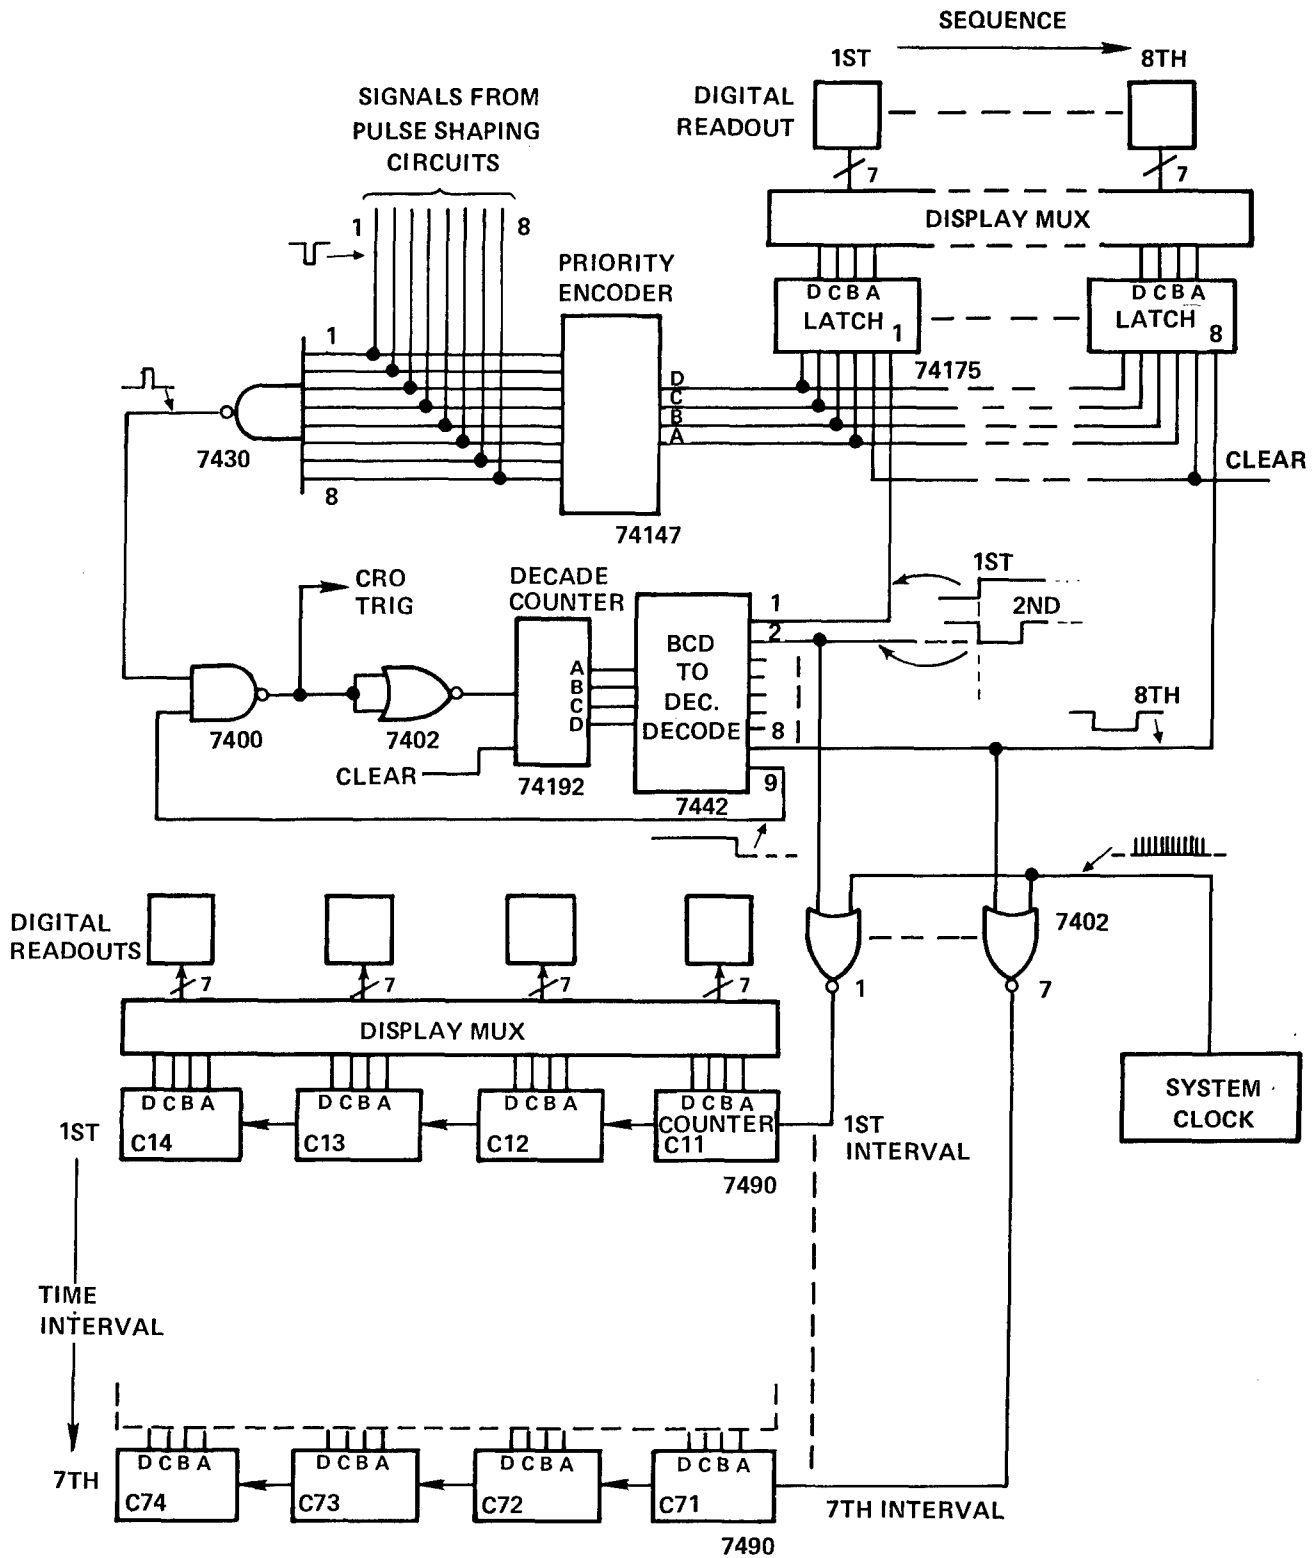 SEQUENCE
1ST
8TH
DIGITAL
READOUT
7
7
DISPLAY MUX
D C B A
LATCH 1
D C B A
LATCH 8
74175
SIGNALS FROM
PULSE SHAPING
CIRCUITS
1
8
PRIORITY
ENCODER
1
8
7430
D
C
B
A
74147
CLEAR
CRO
TRIG
DECADE
COUNTER
A
B
C
D
BCD
TO
DEC.
DECODE
1
2
8
9
7400
7402
CLEAR
74192
7442
1ST
2ND
8TH
7402
1
7
SYSTEM
CLOCK
DIGITAL
READOUTS
7
7
7
7
DISPLAY MUX
1ST
D C B A
C14
D C B A
C13
D C B A
C12
D C B A
COUNTER
C11
7490
1ST
INTERVAL
TIME
INTERVAL
7TH
D C B A
C74
D C B A
C73
D C B A
C72
D C B A
C71
7490
7TH INTERVAL